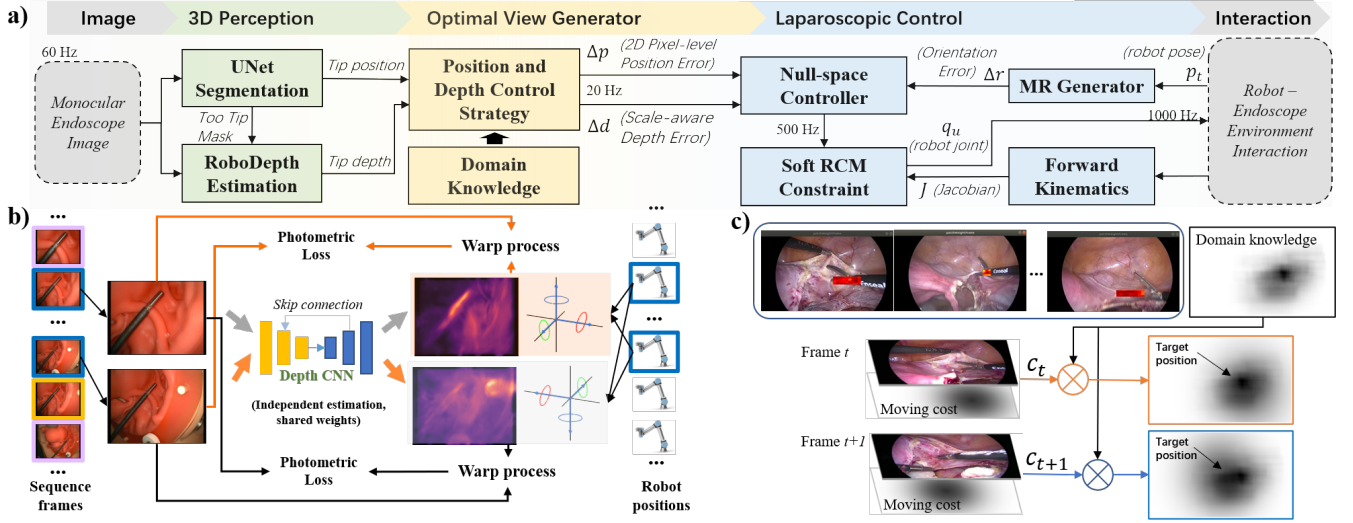 a)
Image
3D Perception
Optimal View Generator
Laparoscopic Control
Interaction
60 Hz
Monocular
Endoscope
Image
UNet
Segmentation
Too Tip
Mask
RoboDepth
Estimation
Tip position
Tip depth
Position and
Depth Control
Strategy
Domain
Knowledge
Δp
(2D Pixel-level
Position Error)
20 Hz
Δd
(Scale-aware
Depth Error)
Null-space
Controller
500 Hz
Soft RCM
Constraint
(Orientation
Error)
Δr
MR Generator
(robot pose)
p_t
q_u
(robot joint)
1000 Hz
J (Jacobian)
Forward
Kinematics
Robot –
Endoscope
Environment
Interaction
b)
...
...
...
Sequence
frames
Photometric
Loss
Warp process
Skip connection
Depth CNN
(Independent estimation,
shared weights)
Photometric
Loss
Warp process
...
...
...
Robot
positions
c)
...
Domain knowledge
Frame t
Moving cost
c_t
Target
position
Frame t+1
Moving cost
c_{t+1}
Target
position